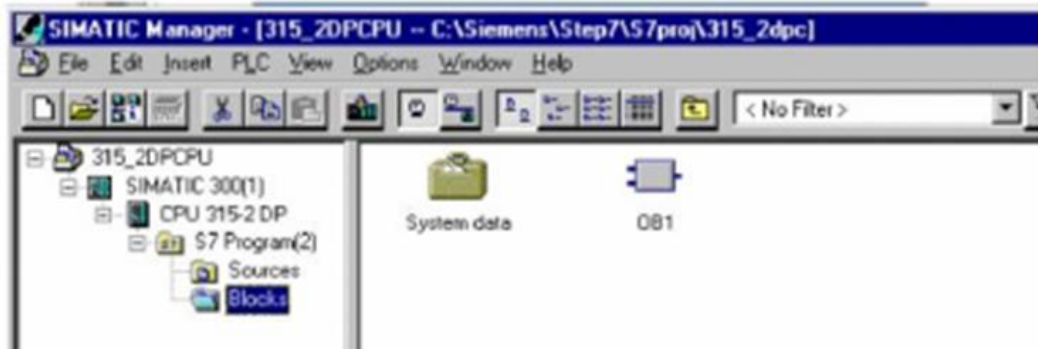 SIMATIC Manager - [315_2DPCPU -- C:\Siemens\Step7\S7proj\315_2dpc]
File Edit Insert PLC View Options Window Help
< No Filter >
315_2DPCPU
SIMATIC 300(1)
CPU 315-2 DP
S7 Program(2)
Sources
Blocks
System data
OB1